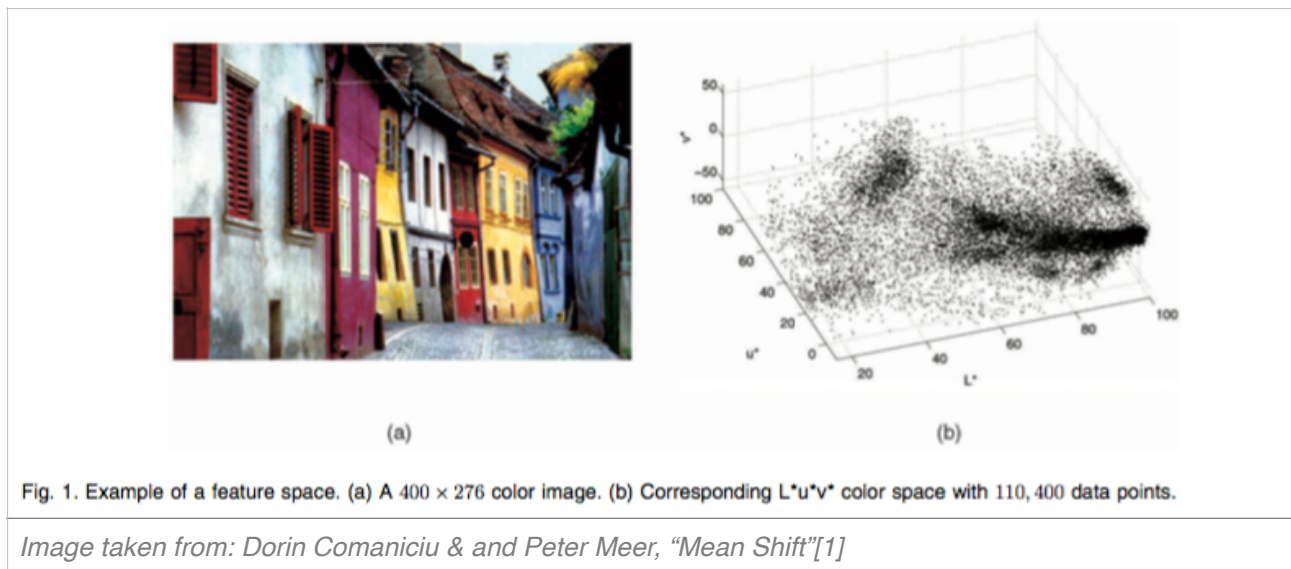 50
0
-50
100
80
60
40
20
0
v*
u*
20
40
60
80
100
L*
(a)
(b)
Fig. 1. Example of a feature space. (a) A 400 × 276 color image. (b) Corresponding L*u*v* color space with 110, 400 data points.
Image taken from: Dorin Comaniciu & and Peter Meer, “Mean Shift”[1]